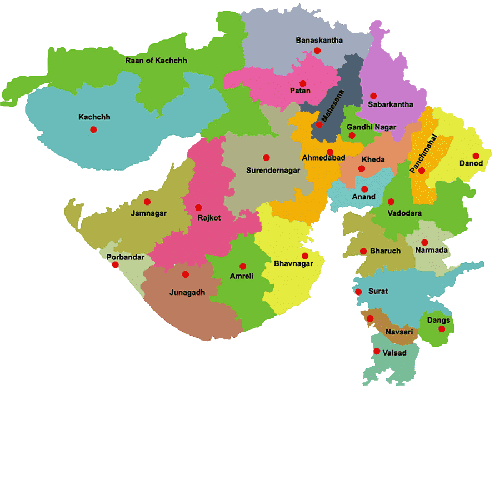 Banaskantha
Raan of Kachchh
Patan
Mahesana
Sabarkantha
Kachchh
Gandhi Nagar
Ahmedabad
Kheda
Panchmahal
Danod
Surendernagar
Anand
Vadodara
Jamnagar
Rajkot
Porbandar
Bhavnagar
Bharuch
Narmada
Junagadh
Amreli
Surat
Navsari
Dangs
Valsad